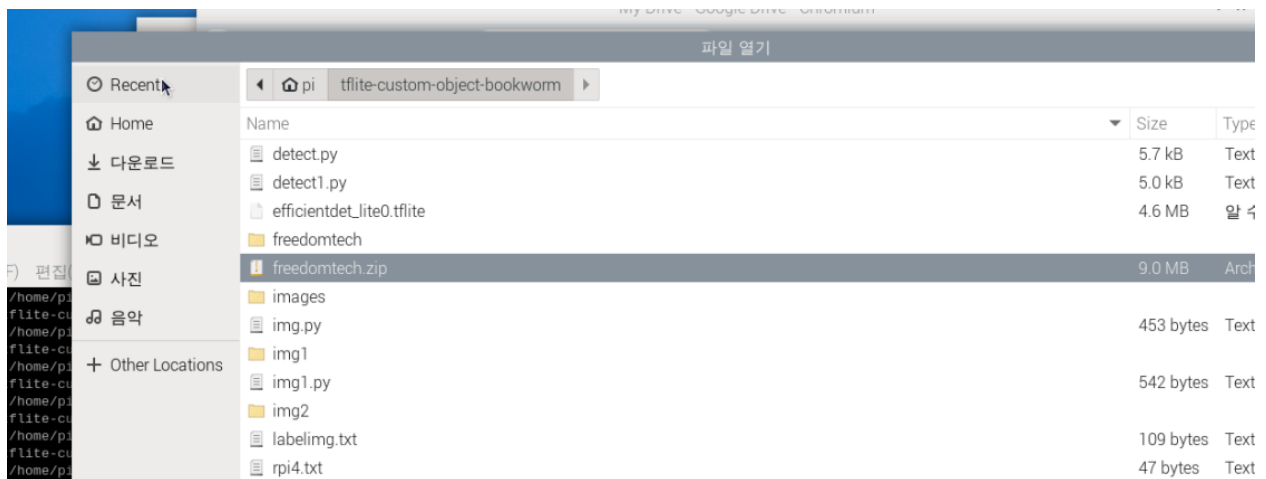 My Drive - Google Drive - Chromium
파일 열기
Recent
Home
다운로드
문서
비디오
사진
음악
Other Locations
pi tflite-custom-object-bookworm
Name Size Type
detect.py 5.7 kB Text
detect1.py 5.0 kB Text
efficientdet_lite0.tflite 4.6 MB 알 수
freedomtech
freedomtech.zip 9.0 MB Arch
images
img.py 453 bytes Text
img1
img1.py 542 bytes Text
img2
labelimg.txt 109 bytes Text
rpi4.txt 47 bytes Text
F) 편집(
/home/pi
flite-cu
/home/pi
flite-cu
/home/pi
flite-cu
/home/pi
flite-cu
/home/pi
flite-cu
/home/pi